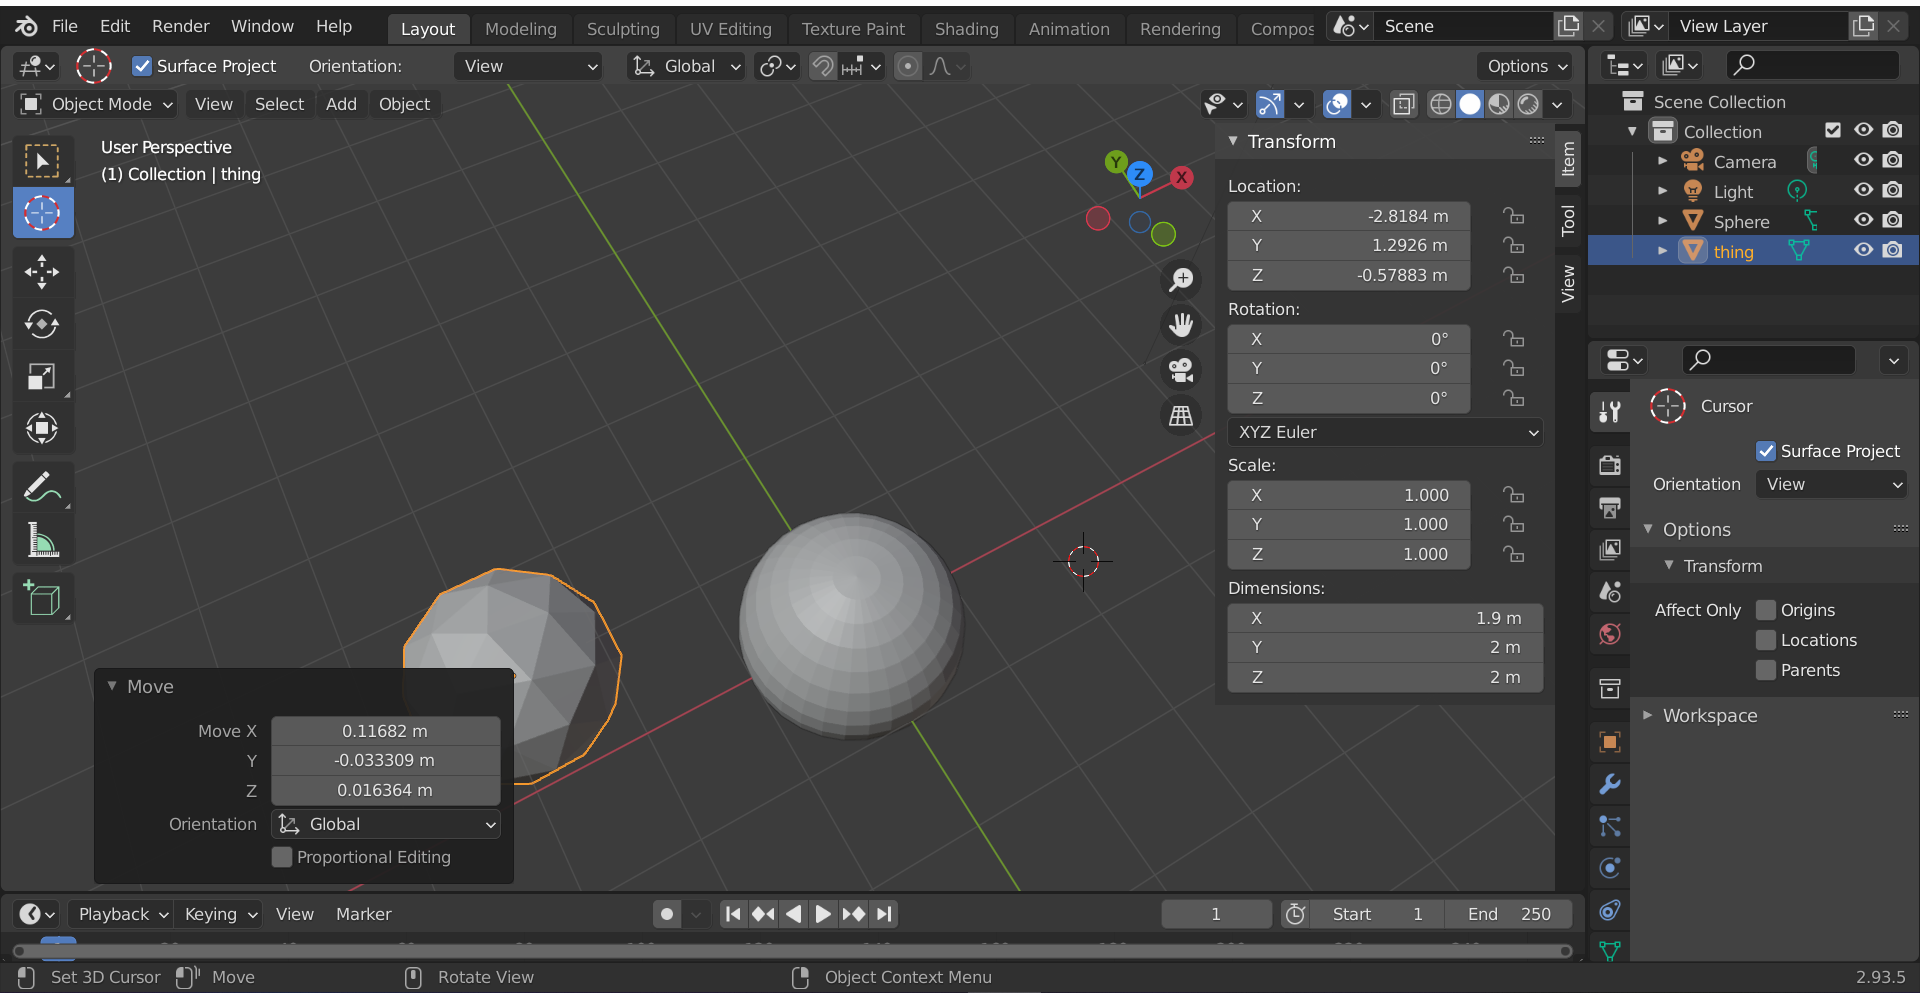 File Edit Render Window Help Layout Modeling Sculpting UV Editing Texture Paint Shading Animation Rendering Compos Scene View Layer
Surface Project Orientation: View Global Options
Object Mode View Select Add Object
User Perspective
(1) Collection | thing
Y Z X
Transform
Location:
X -2.8184 m
Y 1.2926 m
Z -0.57883 m
Rotation:
X 0°
Y 0°
Z 0°
XYZ Euler
Scale:
X 1.000
Y 1.000
Z 1.000
Dimensions:
X 1.9 m
Y 2 m
Z 2 m
Item
Tool
View
Scene Collection
Collection
Camera
Light
Sphere
thing
Cursor
Surface Project
Orientation View
Options
Transform
Affect Only Origins
Locations
Parents
Workspace
Move
Move X 0.11682 m
Y -0.033309 m
Z 0.016364 m
Orientation Global
Proportional Editing
Playback Keying View Marker 1 Start 1 End 250
Set 3D Cursor Move Rotate View Object Context Menu 2.93.5